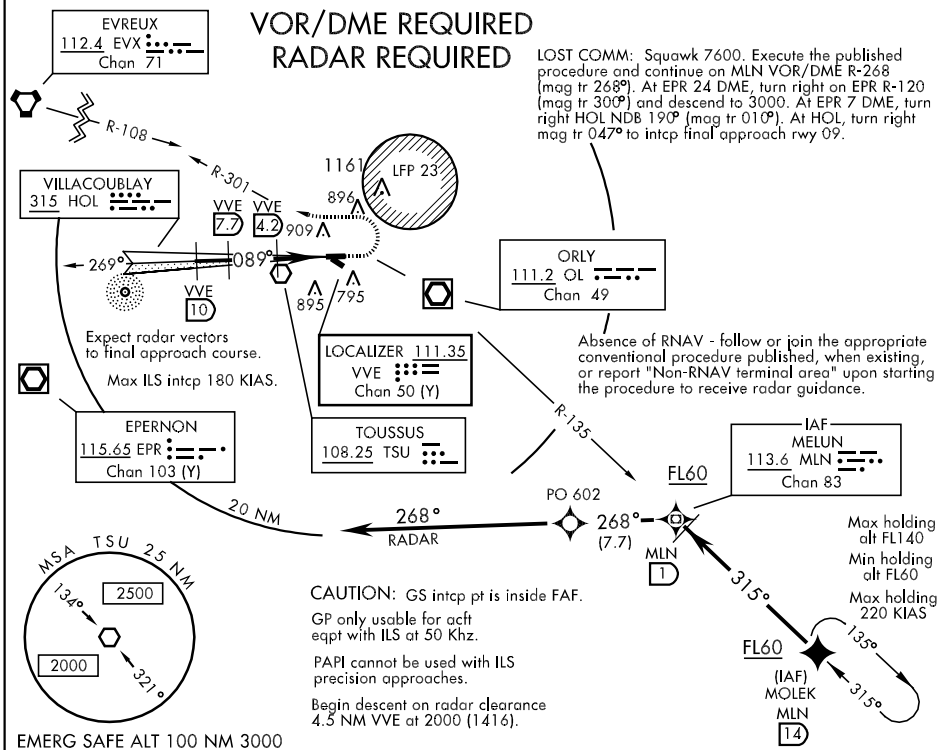 EVREUX
112.4 EVX
Chan 71
VOR/DME REQUIRED
RADAR REQUIRED
LOST COMM: Squawk 7600. Execute the published
procedure and continue on MLN VOR/DME R-268
(mag tr 268°). At EPR 24 DME, turn right on EPR R-120
(mag tr 300°) and descend to 3000. At EPR 7 DME, turn
right HOL NDB 190° (mag tr 010°). At HOL, turn right
mag tr 047° to intcp final approach rwy 09.
R-108
R-301
1161
LFP 23
896
909
VILLACOUBLAY
315 HOL
VVE
7.7
VVE
4.2
269°
089°
VVE
10
895
795
ORLY
111.2 OL
Chan 49
Expect radar vectors
to final approach course.
Max ILS intcp 180 KIAS.
LOCALIZER 111.35
VVE
Chan 50 (Y)
Absence of RNAV - follow or join the appropriate
conventional procedure published, when existing,
or report "Non-RNAV terminal area" upon starting
the procedure to receive radar guidance.
EPERNON
115.65 EPR
Chan 103 (Y)
TOUSSUS
108.25 TSU
R-135
IAF
MELUN
113.6 MLN
Chan 83
20 NM
268°
RADAR
PO 602
268°
(7.7)
FL60
MLN
1
315°
Max holding
alt FL140
Min holding
alt FL60
Max holding
220 KIAS
135°
315°
FL60
(IAF)
MOLEK
MLN
14
MSA TSU 25 NM
134°
2500
2000
321°
CAUTION: GS intcp pt is inside FAF.
GP only usable for acft
eqpt with ILS at 50 Khz.
PAPI cannot be used with ILS
precision approaches.
Begin descent on radar clearance
4.5 NM VVE at 2000 (1416).
EMERG SAFE ALT 100 NM 3000